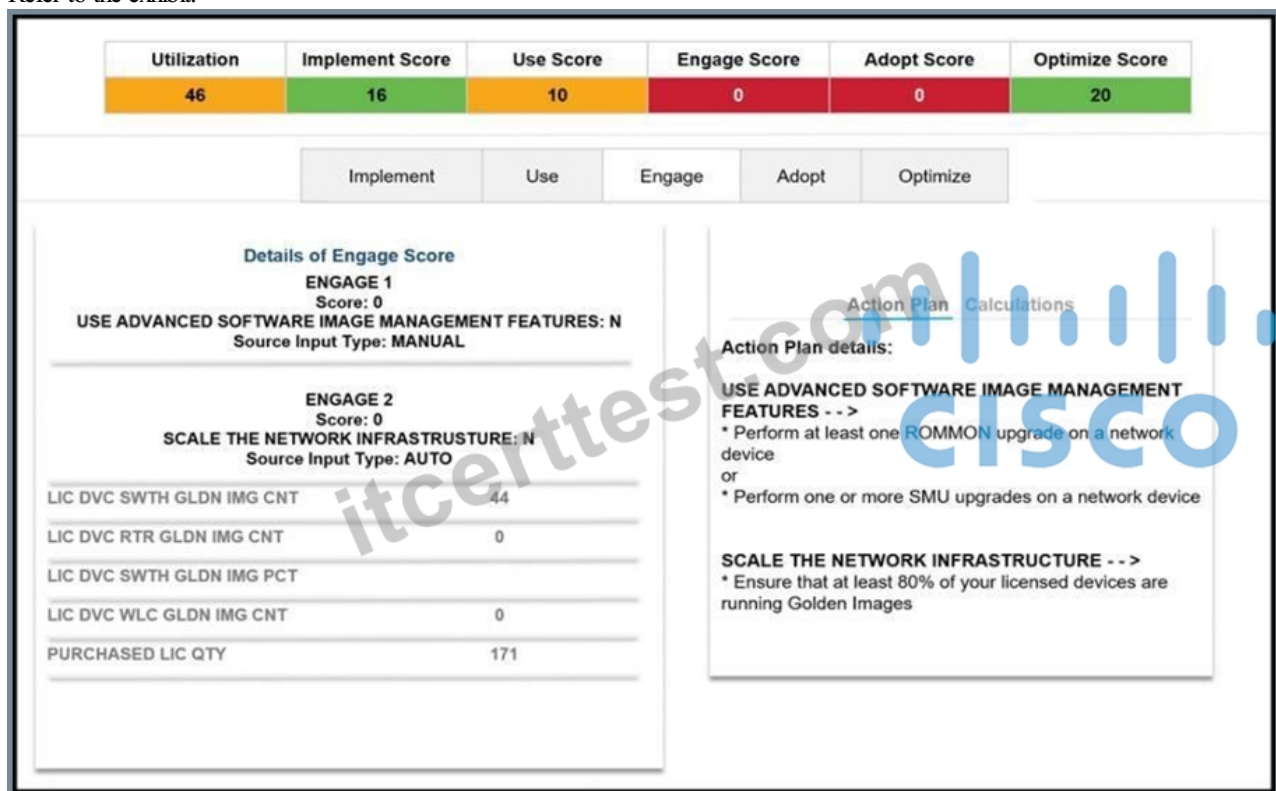 Refer to the exhibit.
Utilization Implement Score Use Score Engage Score Adopt Score Optimize Score
46 16 10 0 0 20
Implement Use Engage Adopt Optimize
Details of Engage Score
ENGAGE 1
Score: 0
USE ADVANCED SOFTWARE IMAGE MANAGEMENT FEATURES: N
Source Input Type: MANUAL
ENGAGE 2
Score: 0
SCALE THE NETWORK INFRASTRUSTURE: N
Source Input Type: AUTO
LIC DVC SWTH GLDN IMG CNT 44
LIC DVC RTR GLDN IMG CNT 0
LIC DVC SWTH GLDN IMG PCT
LIC DVC WLC GLDN IMG CNT 0
PURCHASED LIC QTY 171
Action Plan Calculations
Action Plan details:
USE ADVANCED SOFTWARE IMAGE MANAGEMENT
FEATURES - - >
* Perform at least one ROMMON upgrade on a network
device
or
* Perform one or more SMU upgrades on a network device
SCALE THE NETWORK INFRASTRUCTURE - - >
* Ensure that at least 80% of your licensed devices are
running Golden Images
itcerttest.com
CISCO